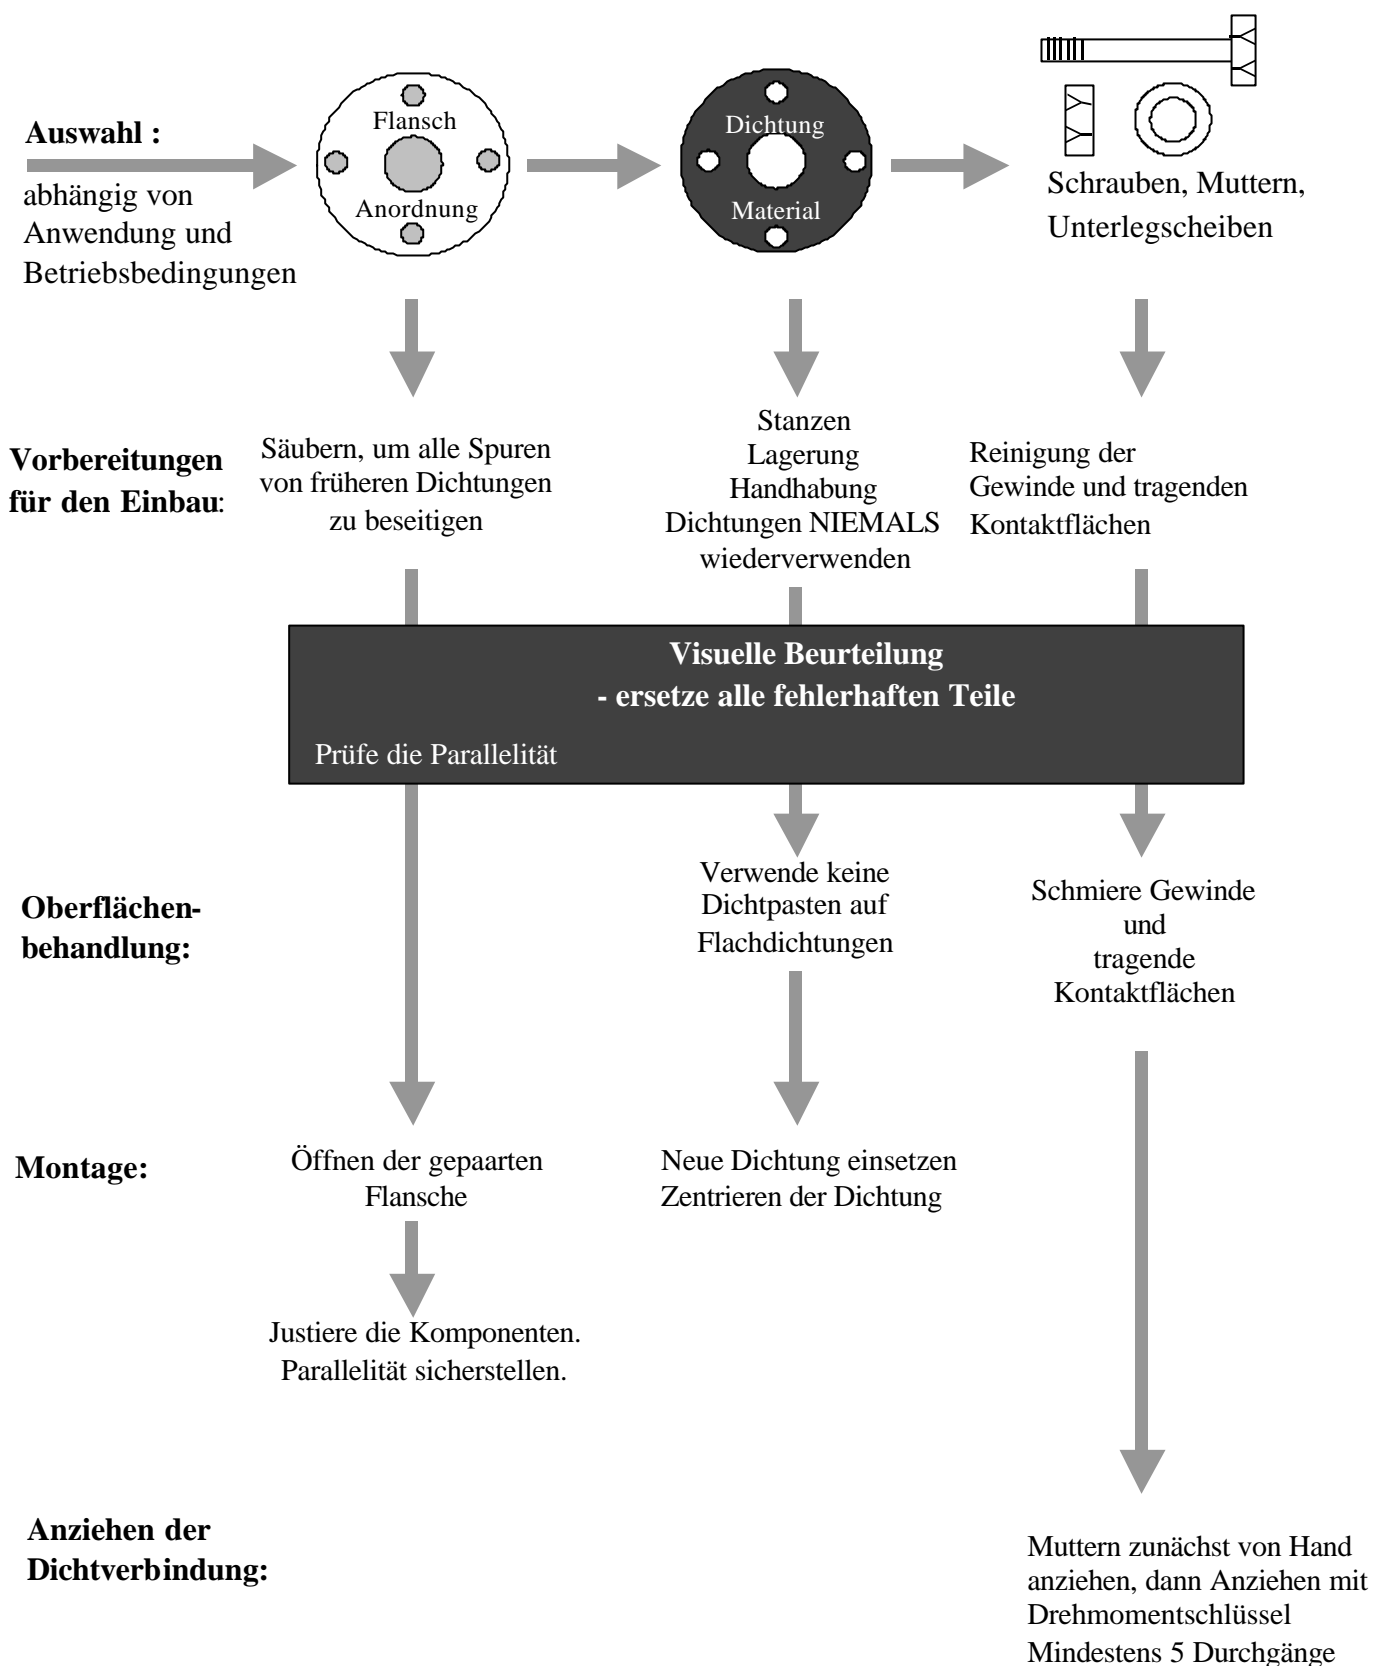 Auswahl :
abhängig von
Anwendung und
Betriebsbedingungen
Flansch
Anordnung
Dichtung
Material
Schrauben, Muttern,
Unterlegscheiben
Vorbereitungen
für den Einbau:
Säubern, um alle Spuren
von früheren Dichtungen
zu beseitigen
Stanzen
Lagerung
Handhabung
Dichtungen NIEMALS
wiederverwenden
Reinigung der
Gewinde und tragenden
Kontaktflächen
Visuelle Beurteilung
- ersetze alle fehlerhaften Teile
Prüfe die Parallelität
Oberflächen-
behandlung:
Verwende keine
Dichtpasten auf
Flachdichtungen
Schmiere Gewinde
und
tragende
Kontaktflächen
Montage:
Öffnen der gepaarten
Flansche
Neue Dichtung einsetzen
Zentrieren der Dichtung
Justiere die Komponenten.
Parallelität sicherstellen.
Anziehen der
Dichtverbindung:
Muttern zunächst von Hand
anziehen, dann Anziehen mit
Drehmomentschlüssel
Mindestens 5 Durchgänge